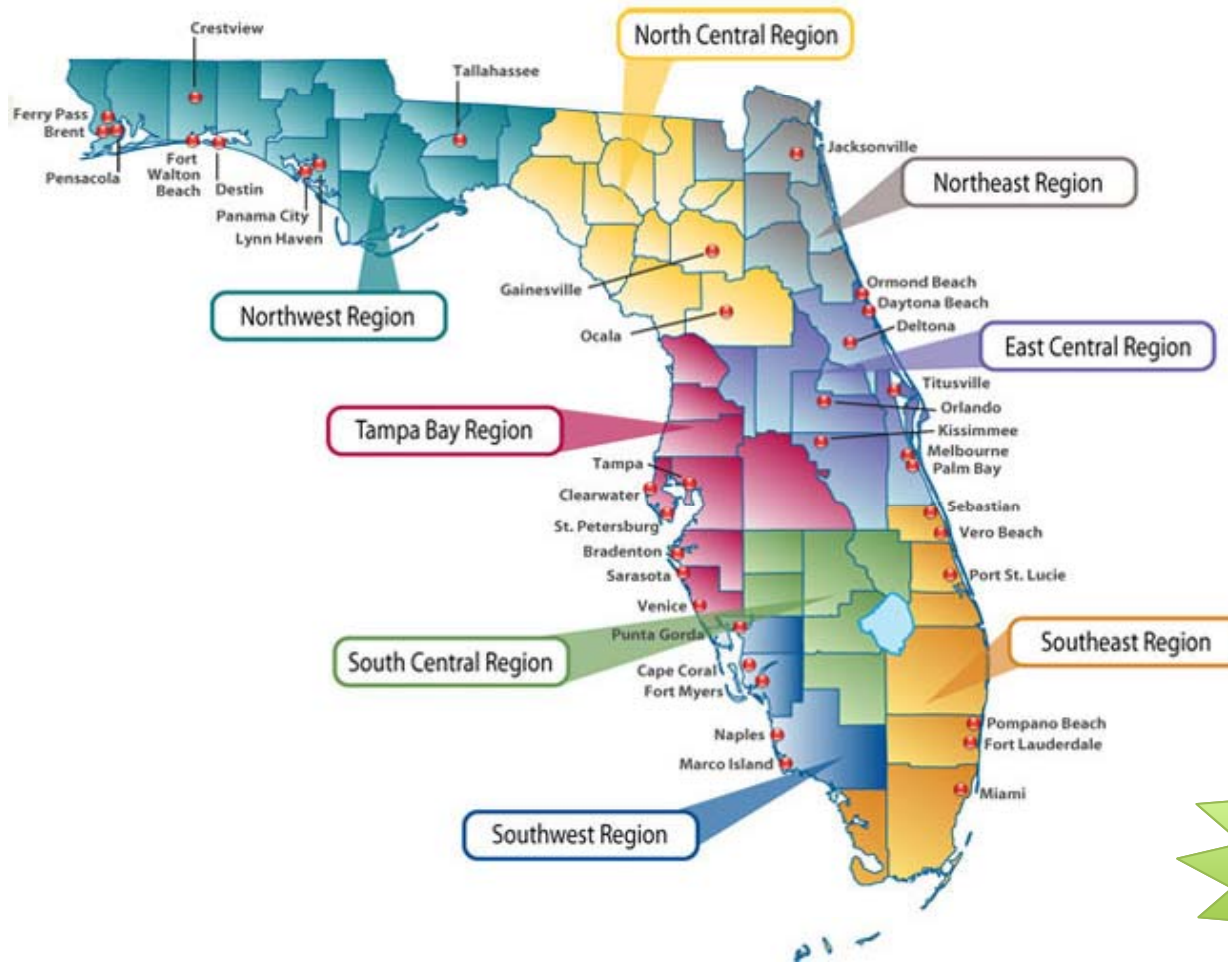 Crestview
North Central Region
Tallahassee
Ferry Pass
Brent
Jacksonville
Pensacola
Fort
Walton
Beach
Destin
Northeast Region
Panama City
Lynn Haven
Gainesville
Ormond Beach
Daytona Beach
Northwest Region
Ocala
Deltona
East Central Region
Titusville
Orlando
Tampa Bay Region
Kissimmee
Melbourne
Tampa
Palm Bay
Clearwater
Sebastian
St. Petersburg
Vero Beach
Bradenton
Sarasota
Port St. Lucie
Venice
Punta Gorda
Southeast Region
South Central Region
Cape Coral
Fort Myers
Pompano Beach
Naples
Fort Lauderdale
Marco Island
Miami
Southwest Region